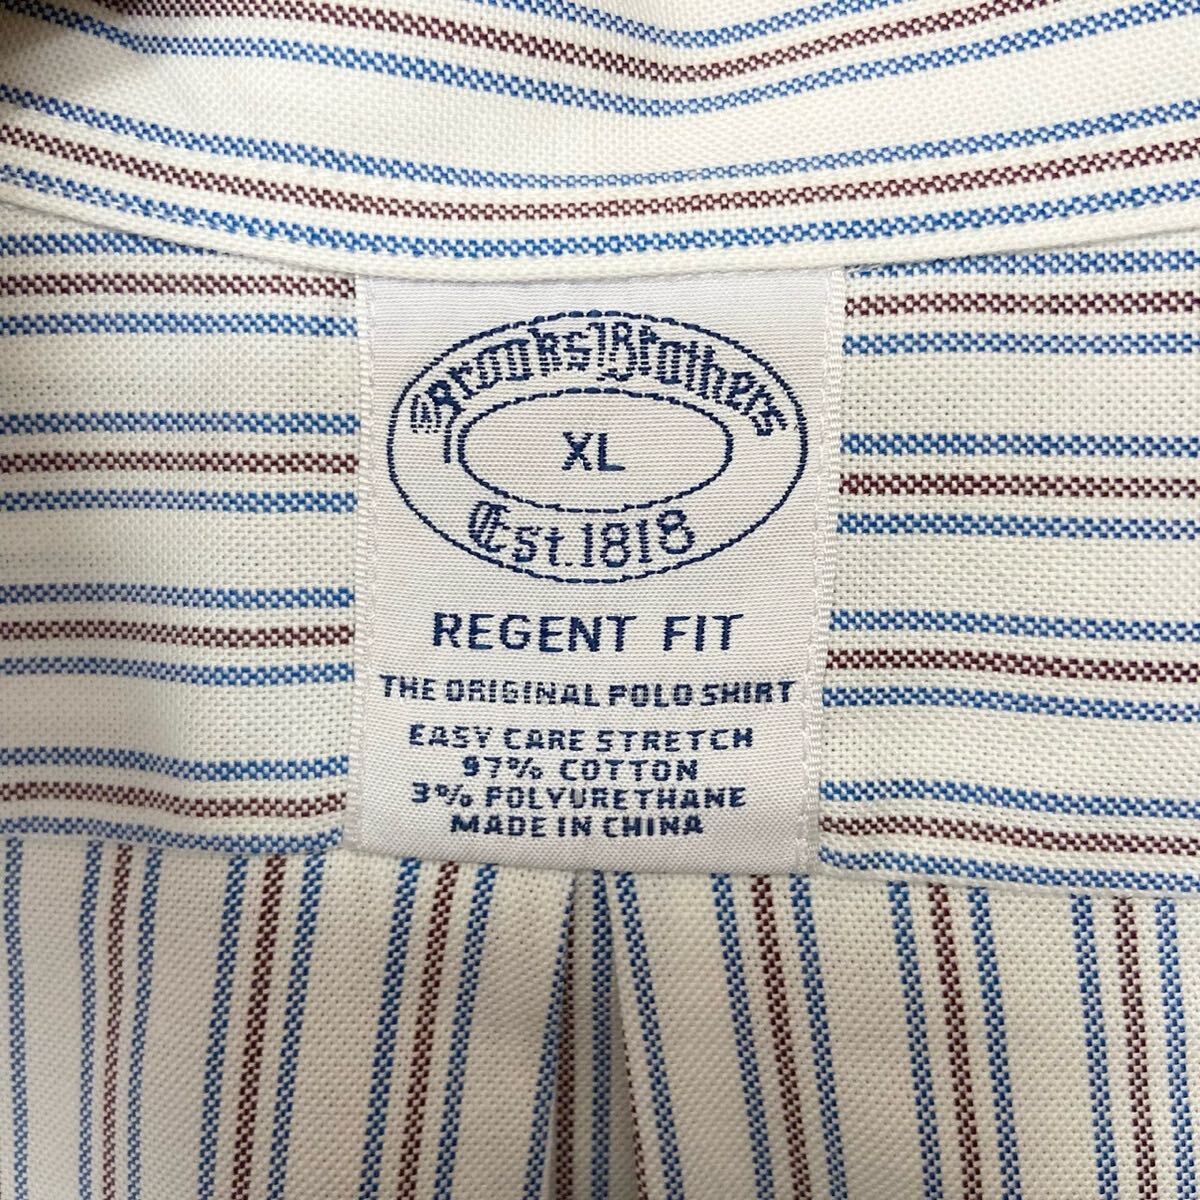 Brooks Brothers
XL
Est. 1818
REGENT FIT
THE ORIGINAL POLO SHIRT
EASY CARE STRETCH
97% COTTON
3% POLYURETHANE
MADE IN CHINA